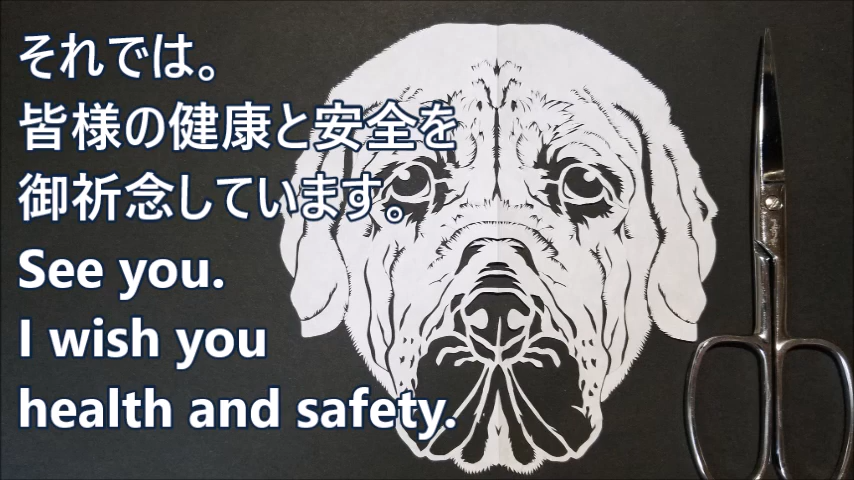 それでは。
皆様の健康と安全を
御祈念しています。
See you.
I wish you
health and safety.